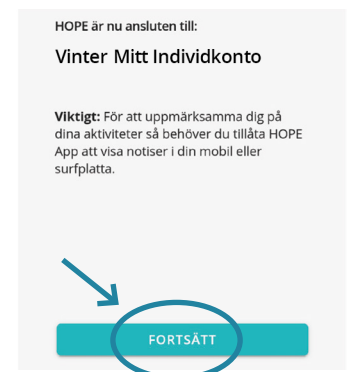 HOPE är nu ansluten till:
Vinter Mitt Individkonto
Viktigt: För att uppmärksamma dig på
dina aktiviteter så behöver du tillåta HOPE
App att visa notiser i din mobil eller
surfplatta.
FORTSÄTT